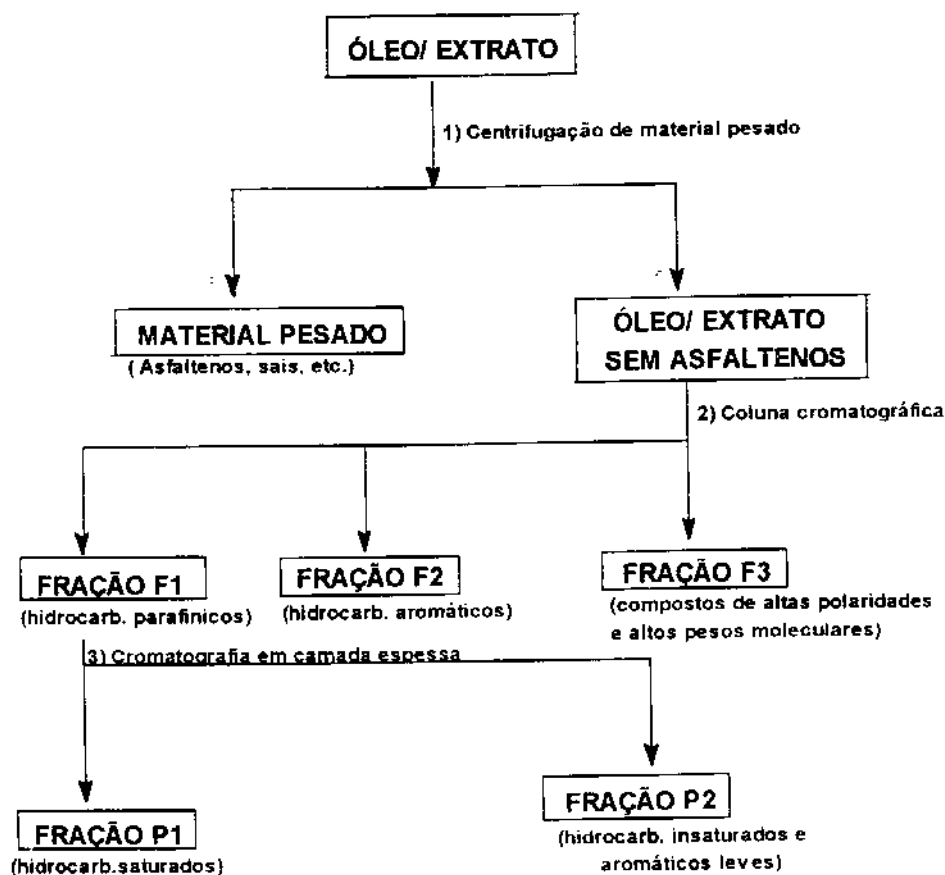 ÓLEO/ EXTRATO
1) Centrifugação de material pesado
MATERIAL PESADO
( Asfaltenos, sais, etc.)
ÓLEO/ EXTRATO
SEM ASFALTENOS
2) Coluna cromatográfica
FRAÇÃO F1
(hidrocarb. parafinicos)
FRAÇÃO F2
(hidrocarb. aromáticos)
FRAÇÃO F3
(compostos de altas polaridades
e altos pesos moleculares)
3) Cromatografia em camada espessa
FRAÇÃO P1
(hidrocarb.saturados)
FRAÇÃO P2
(hidrocarb. insaturados e
aromáticos leves)